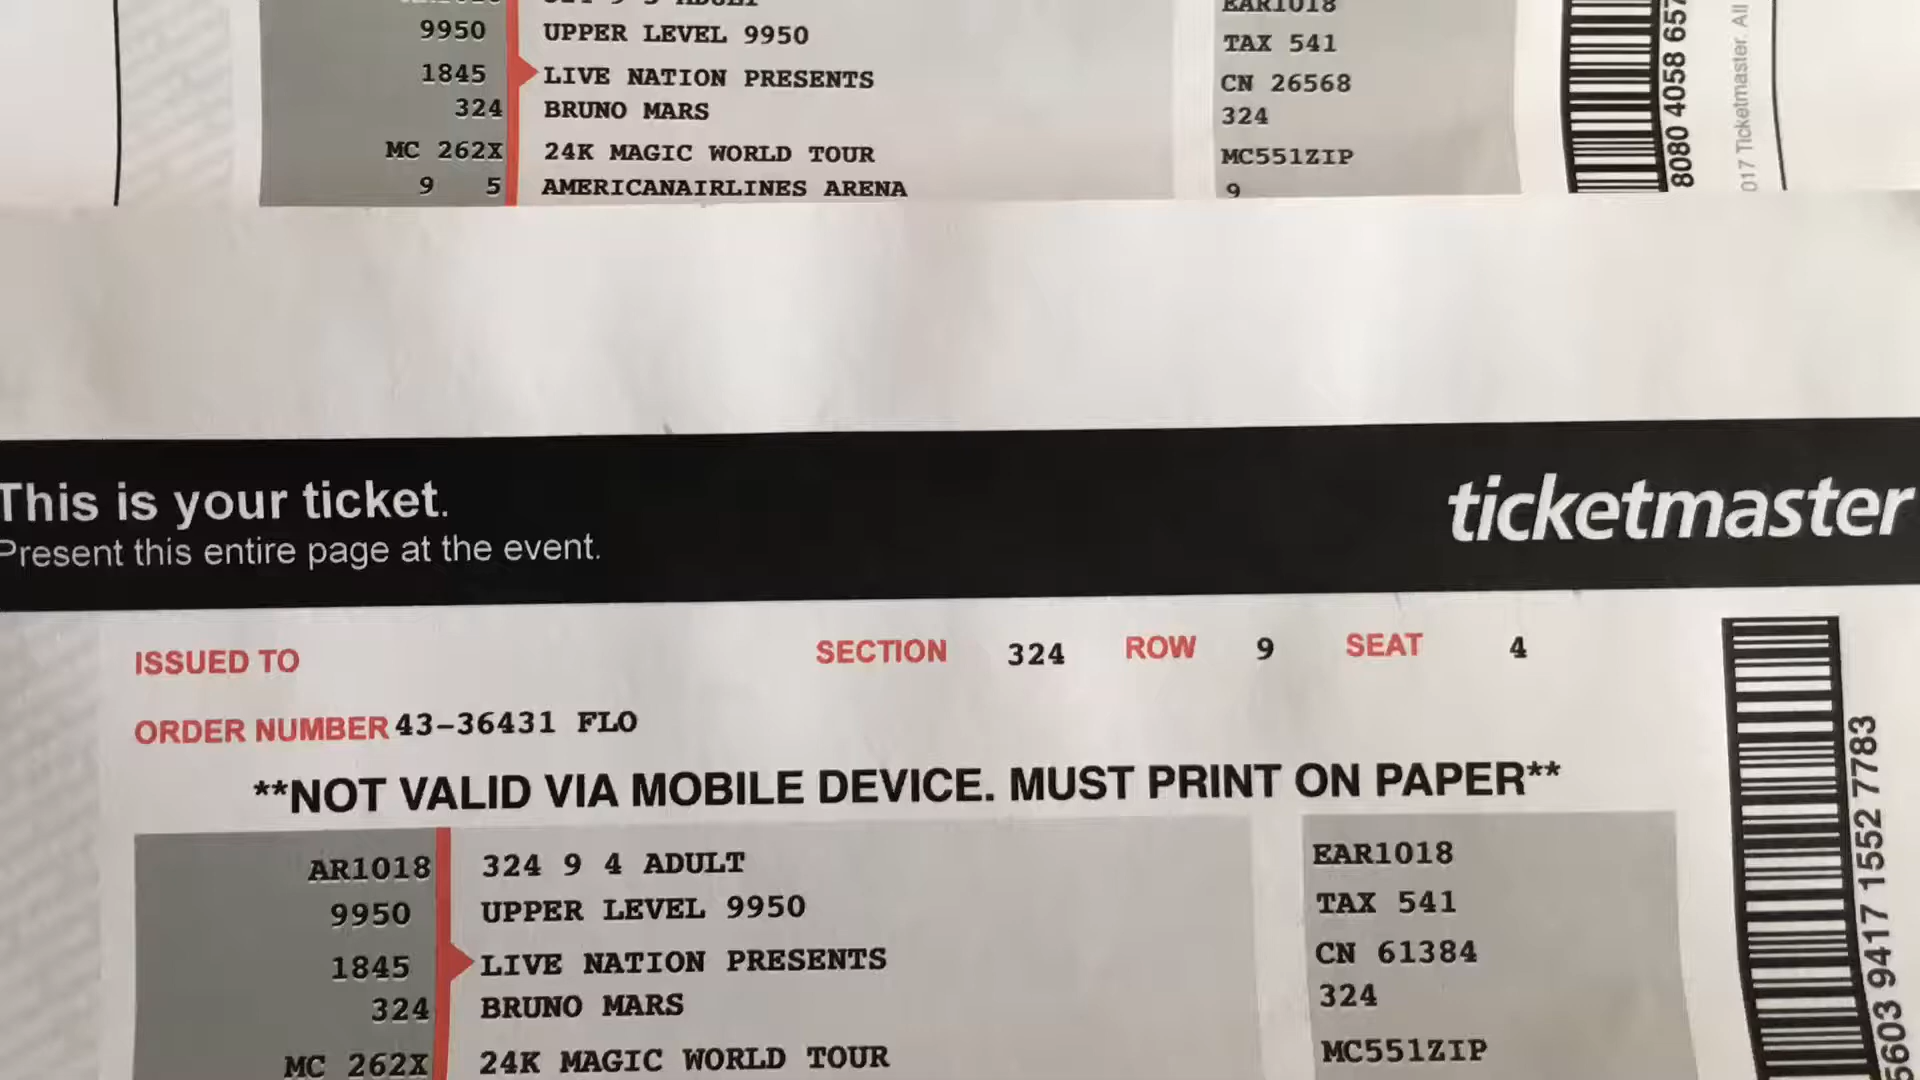 9950 UPPER LEVEL 9950 TAX 541
1845 LIVE NATION PRESENTS CN 26568
324 BRUNO MARS 324
MC 262X 24K MAGIC WORLD TOUR MC551ZIP
9 5 AMERICANAIRLINES ARENA 9
8080 4058 657
017 Ticketmaster. All
This is your ticket.
Present this entire page at the event.
ticketmaster
ISSUED TO SECTION 324 ROW 9 SEAT 4
ORDER NUMBER 43-36431 FLO
**NOT VALID VIA MOBILE DEVICE. MUST PRINT ON PAPER**
AR1018 324 9 4 ADULT EAR1018
9950 UPPER LEVEL 9950 TAX 541
1845 LIVE NATION PRESENTS CN 61384
324 BRUNO MARS 324
MC 262X 24K MAGIC WORLD TOUR MC551ZIP
5603 9417 1552 7783